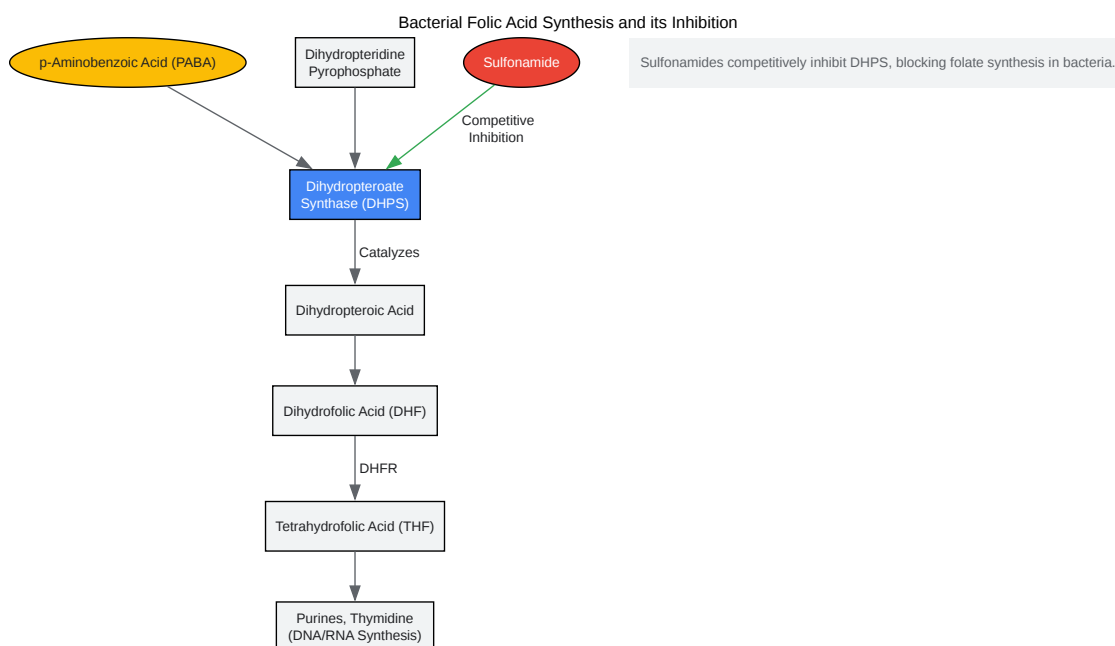 Bacterial Folic Acid Synthesis and its Inhibition
p-Aminobenzoic Acid (PABA)
Dihydropteridine
Pyrophosphate
Sulfonamide
Sulfonamides competitively inhibit DHPS, blocking folate synthesis in bacteria.
Competitive
Inhibition
Dihydropteroate
Synthase (DHPS)
Catalyzes
Dihydropteroic Acid
Dihydrofolic Acid (DHF)
DHFR
Tetrahydrofolic Acid (THF)
Purines, Thymidine
(DNA/RNA Synthesis)